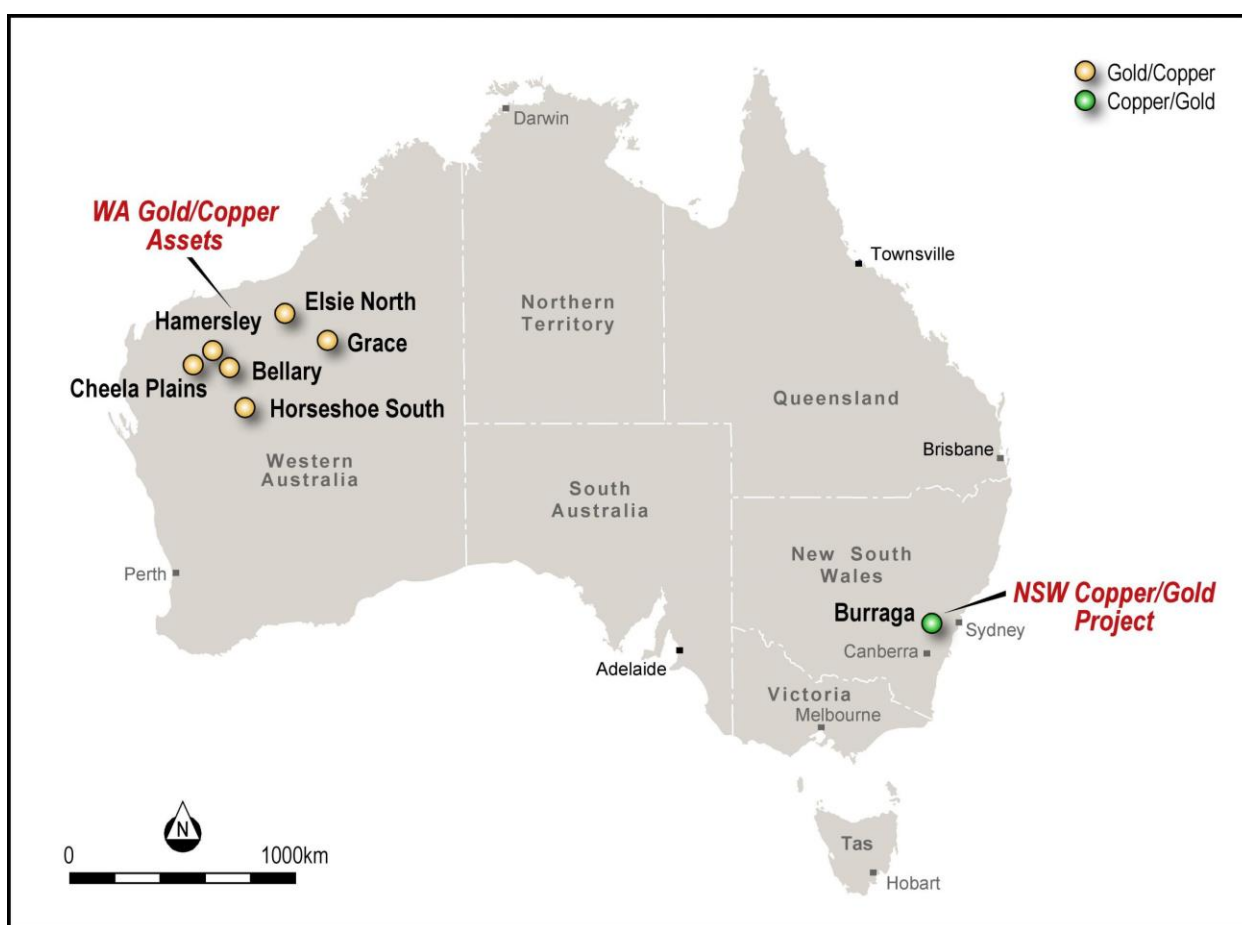 Gold/Copper
Copper/Gold
Darwin
WA Gold/Copper
Assets
Townsville
Elsie North
Northern
Territory
Hamersley
Grace
Cheela Plains
Bellary
Queensland
Horseshoe South
Brisbane
Western
Australia
South
Australia
New South
Wales
Perth
NSW Copper/Gold
Project
Burraga
Sydney
Canberra
Adelaide
Victoria
Melbourne
N
0
1000km
Tas
Hobart